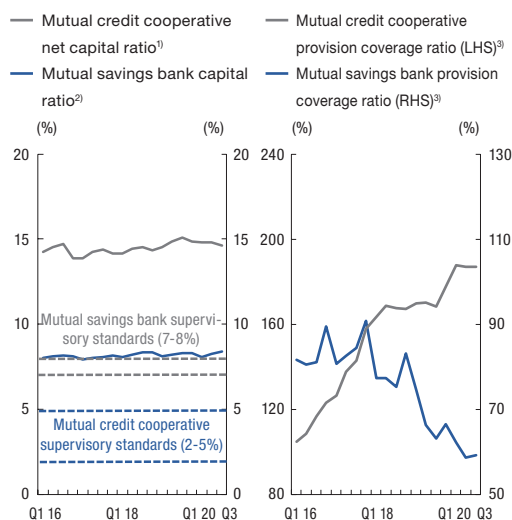 Mutual credit cooperative
net capital ratio1)
Mutual savings bank capital
ratio2)
Mutual credit cooperative
provision coverage ratio (LHS)3)
Mutual savings bank provision
coverage ratio (RHS)3)
(%) (%)
20 20
15 15
10 10
5 5
0 0
Mutual savings bank supervi-
sory standards (7-8%)
Mutual credit cooperative
supervisory standards (2-5%)
Q1 16 Q1 18 Q1 20 Q3
(%) (%)
240 130
200 110
160 90
120 70
80 50
Q1 16 Q1 18 Q1 20 Q3